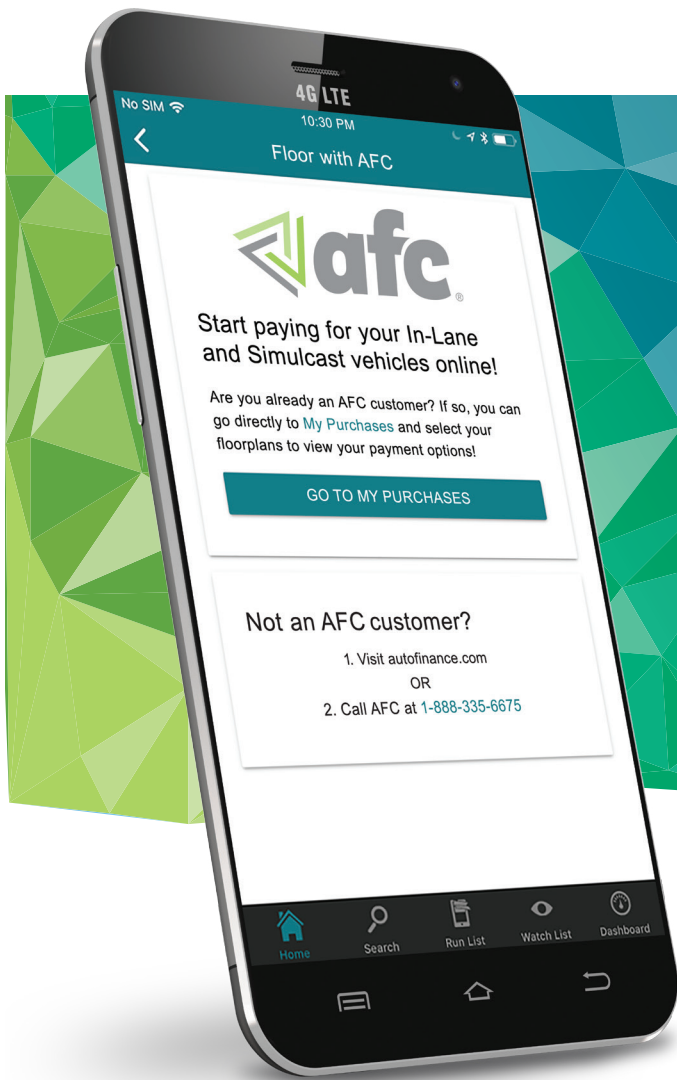 4G LTE
No SIM
10:30 PM
Floor with AFC
afc®
Start paying for your In-Lane
and Simulcast vehicles online!
Are you already an AFC customer? If so, you can
go directly to My Purchases and select your
floorplans to view your payment options!
GO TO MY PURCHASES
Not an AFC customer?
1. Visit autofinance.com
OR
2. Call AFC at 1-888-335-6675
Home Search Run List Watch List Dashboard